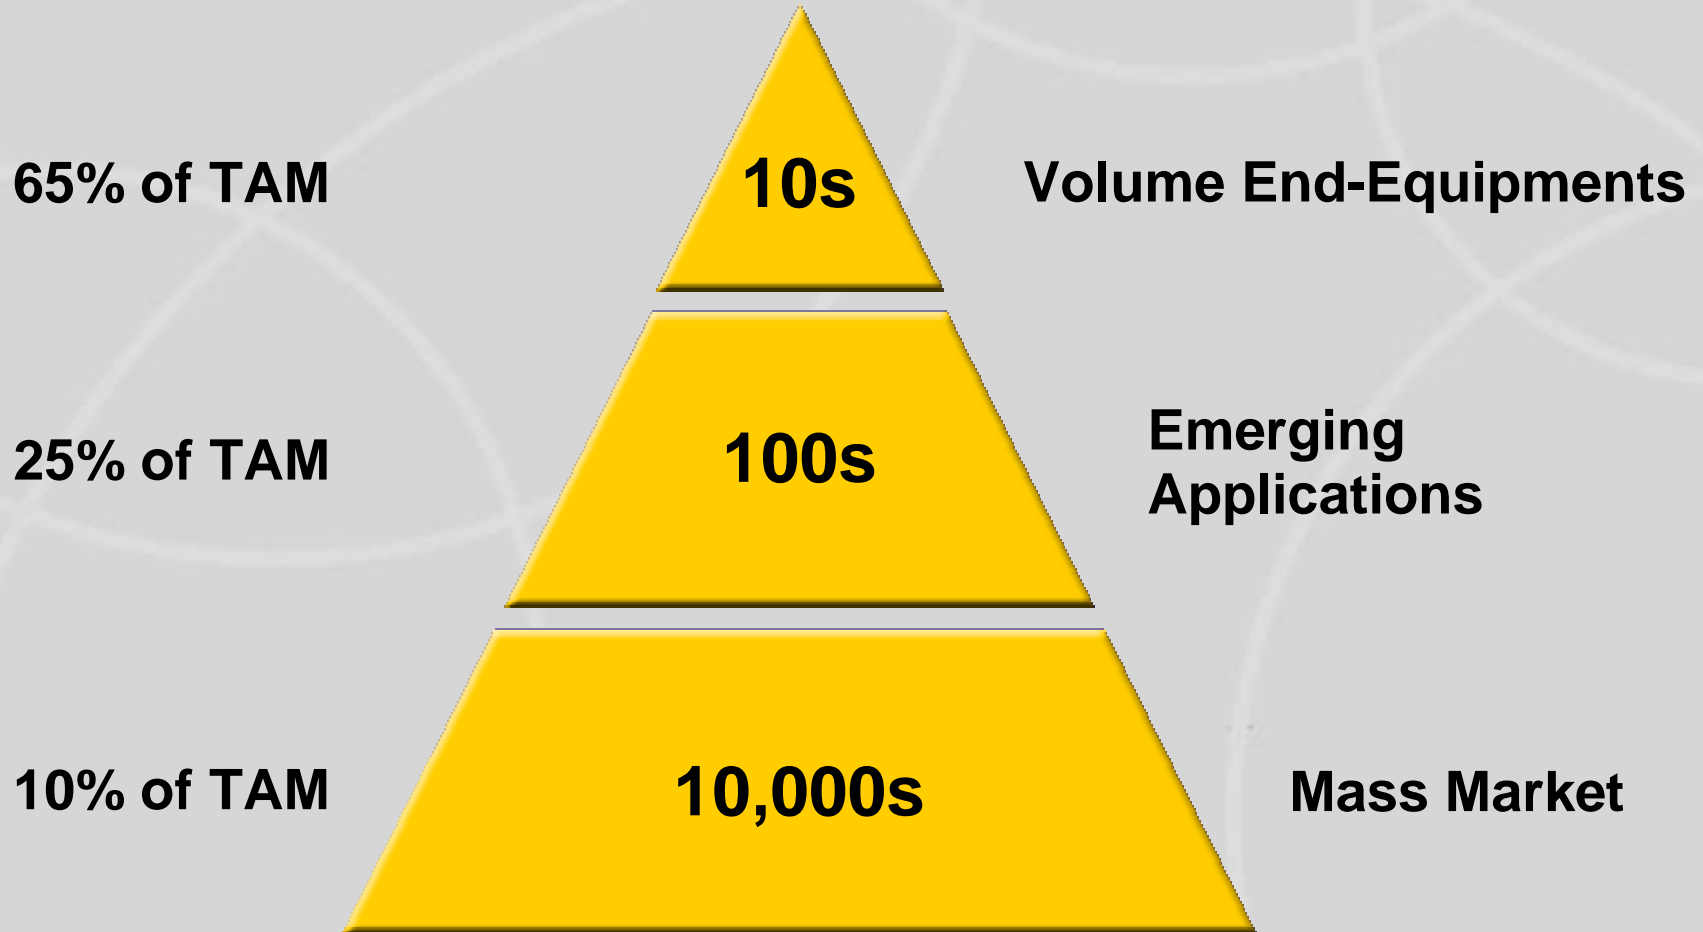 65% of TAM
10s
Volume End-Equipments
25% of TAM
100s
Emerging
Applications
10% of TAM
10,000s
Mass Market